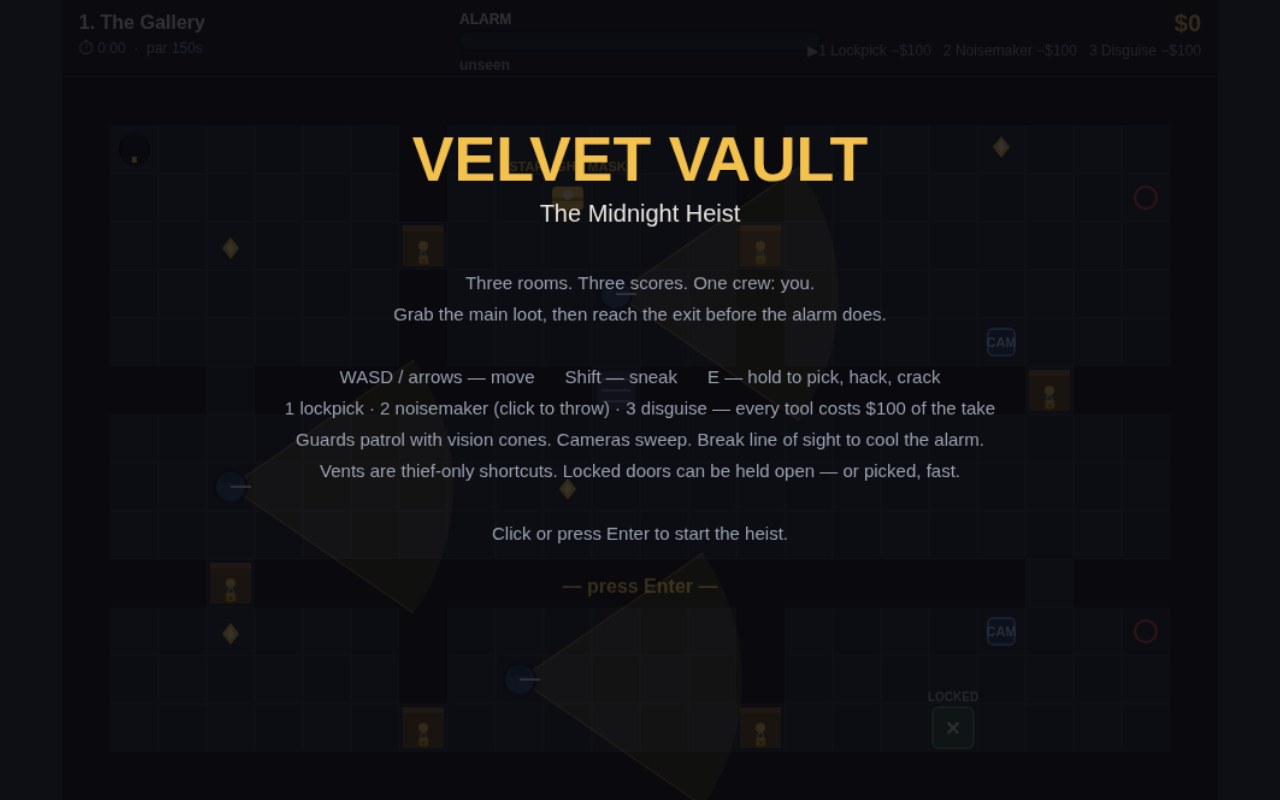 1. The Gallery
ALARM
$0
0:00 · par 150s
▶1 Lockpick −$100 2 Noisemaker −$100 3 Disguise −$100
unseen
VELVET VAULT
The Midnight Heist
Three rooms. Three scores. One crew: you.
Grab the main loot, then reach the exit before the alarm does.
CAM
WASD / arrows — move Shift — sneak E — hold to pick, hack, crack
1 lockpick · 2 noisemaker (click to throw) · 3 disguise — every tool costs $100 of the take
Guards patrol with vision cones. Cameras sweep. Break line of sight to cool the alarm.
Vents are thief-only shortcuts. Locked doors can be held open — or picked, fast.
Click or press Enter to start the heist.
— press Enter —
CAM
LOCKED
×